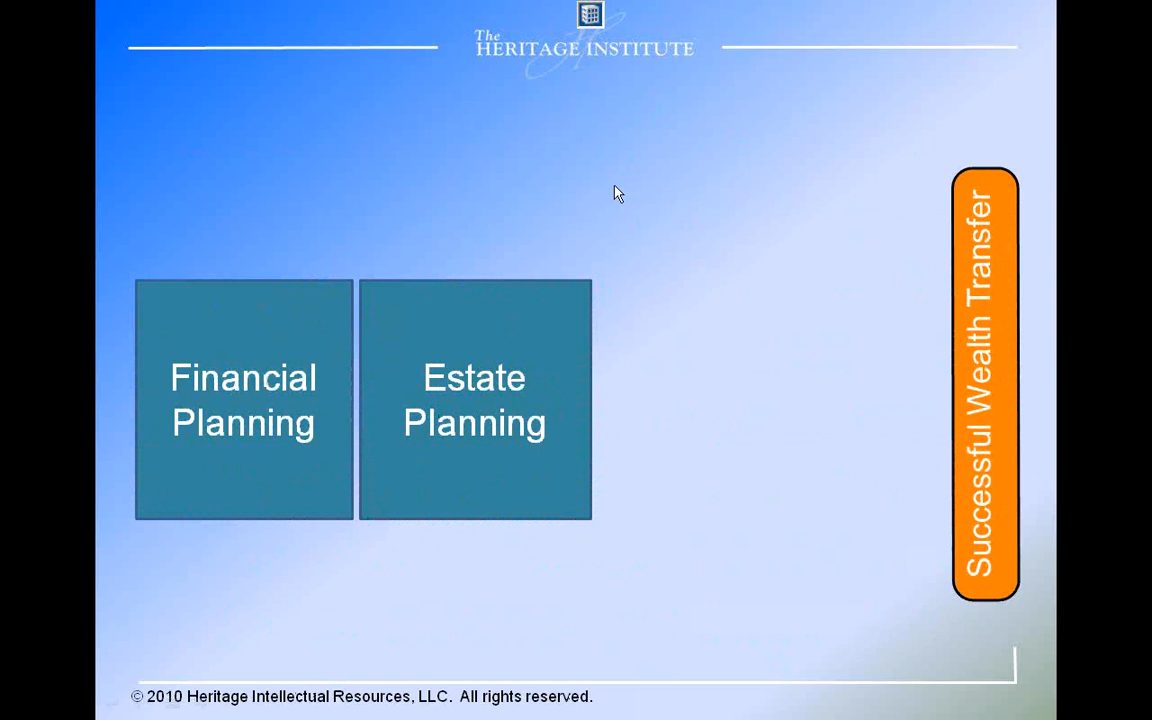 The
HERITAGE INSTITUTE
Financial
Planning
Estate
Planning
Successful Wealth Transfer
© 2010 Heritage Intellectual Resources, LLC. All rights reserved.